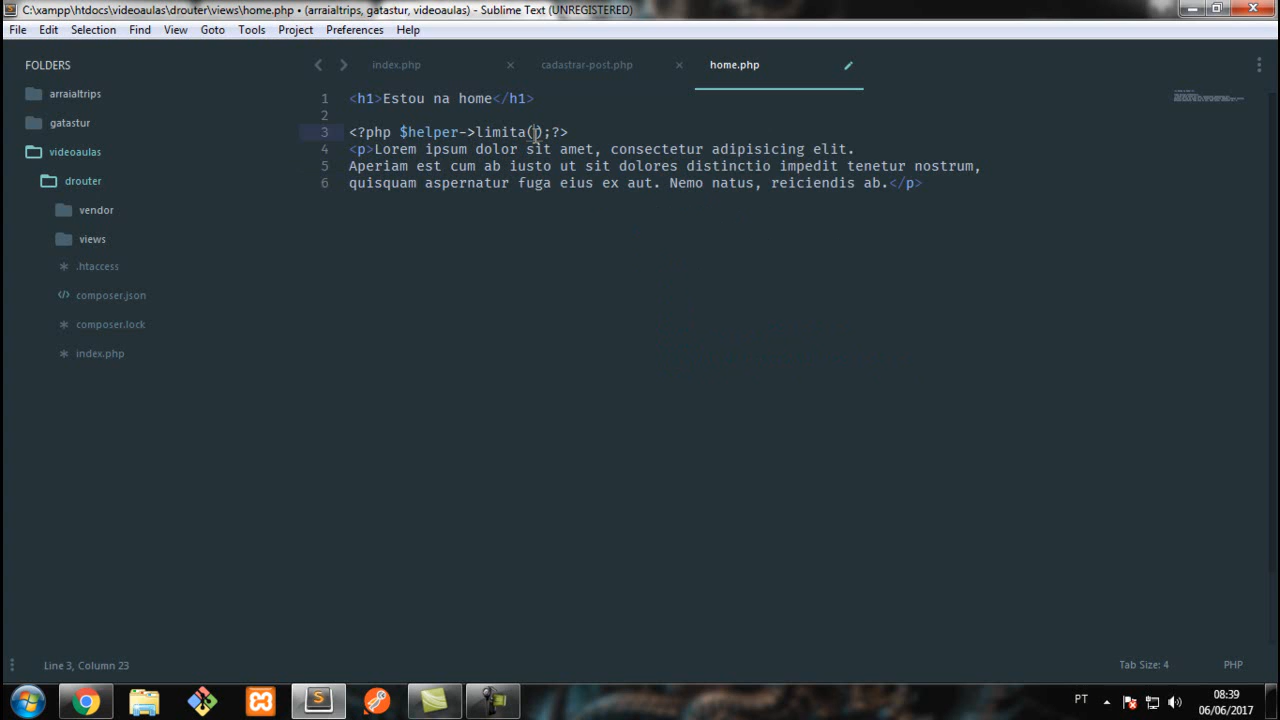 C:\xampp\htdocs\videoaulas\drouter\views\home.php • (arraialtrips, gatastur, videoaulas) - Sublime Text (UNREGISTERED)
File Edit Selection Find View Goto Tools Project Preferences Help
FOLDERS
arraialtrips
gatastur
videoaulas
drouter
vendor
views
.htaccess
composer.json
composer.lock
index.php
index.php cadastrar-post.php home.php
1 <h1>Estou na home</h1>
2
3 <?php $helper->limita();?>
4 <p>Lorem ipsum dolor sit amet, consectetur adipisicing elit.
5 Aperiam est cum ab iusto ut sit dolores distinctio impedit tenetur nostrum,
6 quisquam aspernatur fuga eius ex aut. Nemo natus, reiciendis ab.</p>
Line 3, Column 23
Tab Size: 4 PHP
PT
08:39
06/06/2017